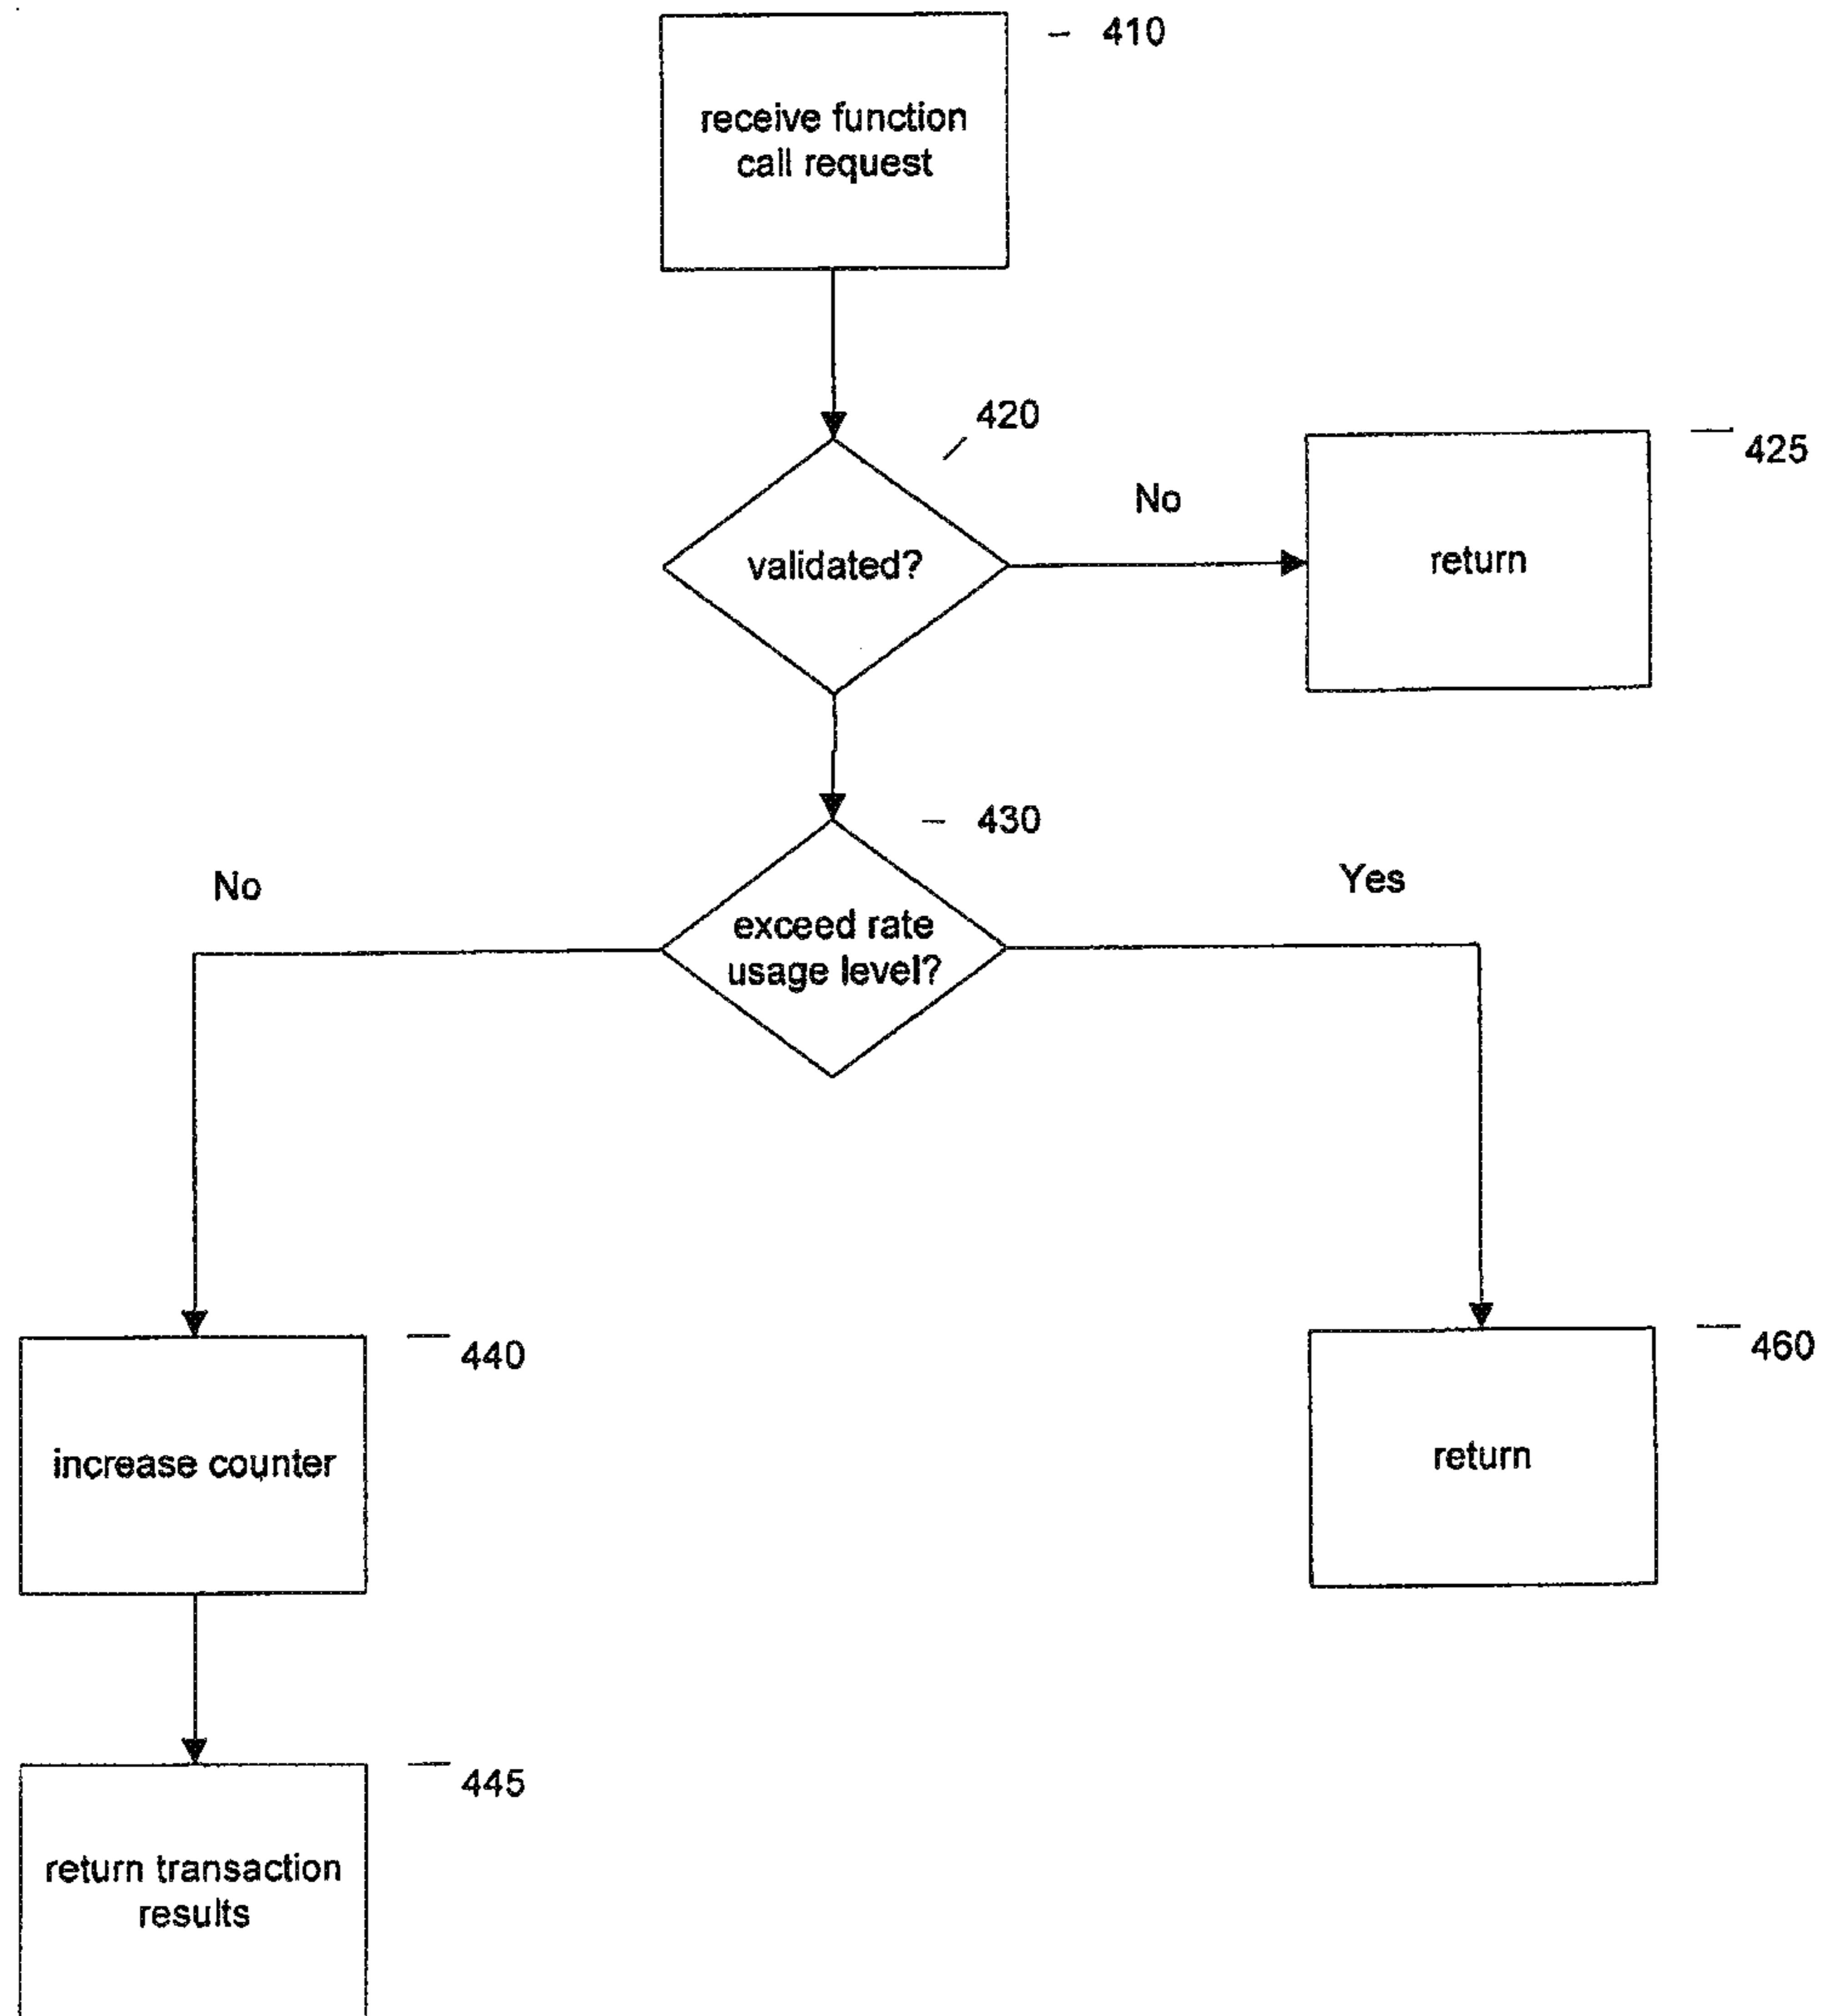 410
receive function
call request
420
425
No
validated?
return
430
No
Yes
exceed rate
usage level?
440
460
increase counter
return
445
return transaction
results